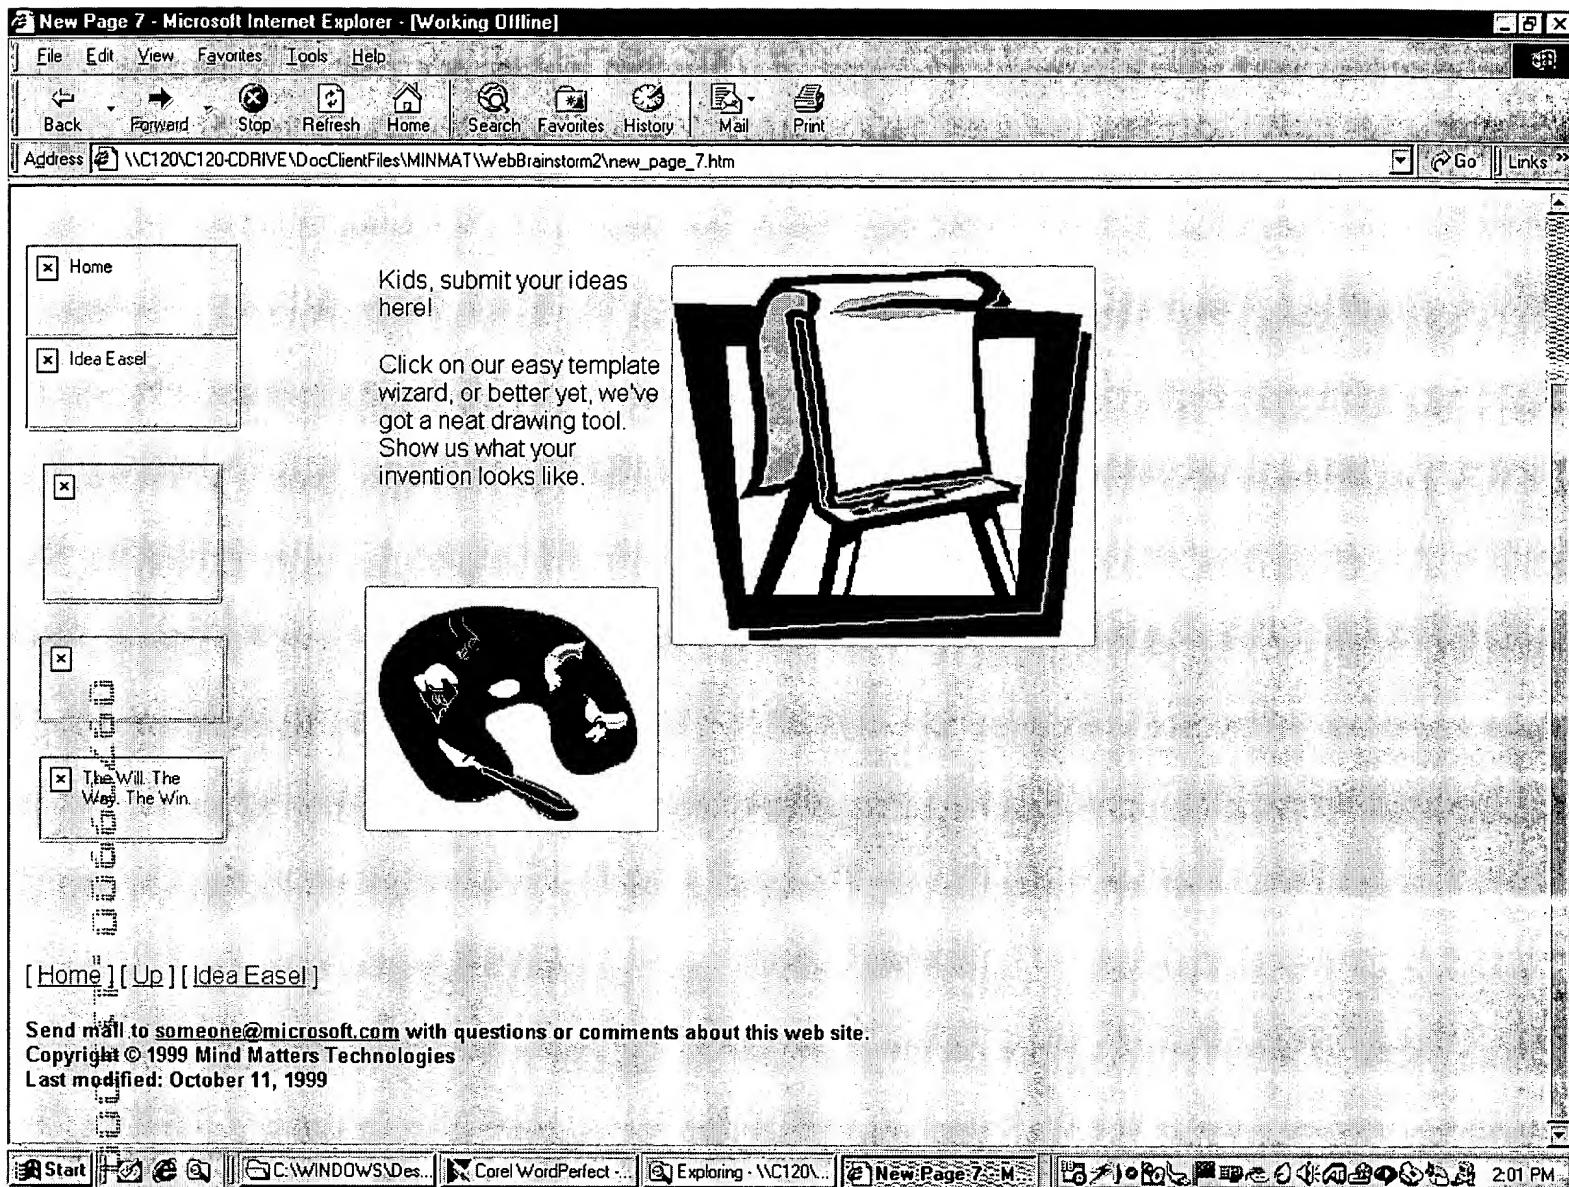 New Page 7 - Microsoft Internet Explorer - [Working Offline]
File Edit View Favorites Tools Help
Back Forward Stop Refresh Home Search Favorites History Mail Print
Address \\C120\C120-CDRIVE\DocClientFiles\MINMAT\WebBrainstorm2\new_page_7.htm Go Links »
Home
Idea Easel
Kids, submit your ideas
here!
Click on our easy template
wizard, or better yet, we've
got a neat drawing tool.
Show us what your
invention looks like.
The Will. The
Way. The Win.
[ Home ] [ Up ] [ Idea Easel ]
Send mail to someone@microsoft.com with questions or comments about this web site.
Copyright © 1999 Mind Matters Technologies
Last modified: October 11, 1999
Start C:\WINDOWS\Des... Corel WordPerfect -... Exploring - \\C120\... New Page 7 - M... 2:01 PM